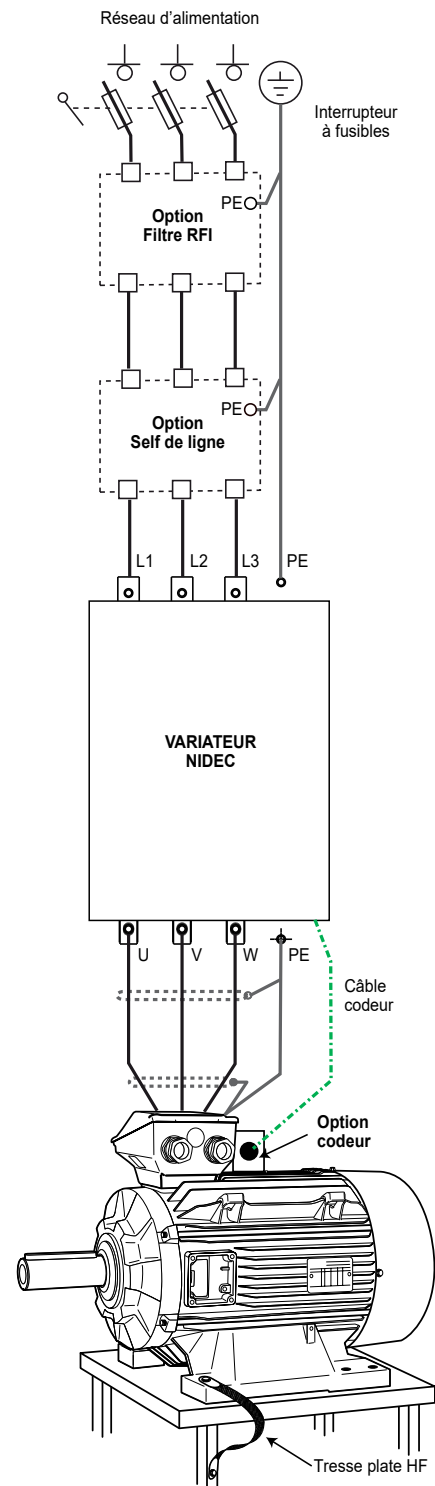 Réseau d'alimentation
Interrupteur
à fusibles
PE
Option
Filtre RFI
PE
Option
Self de ligne
L1 L2 L3 PE
VARIATEUR
NIDEC
U V W PE
Câble
codeur
Option
codeur
Tresse plate HF